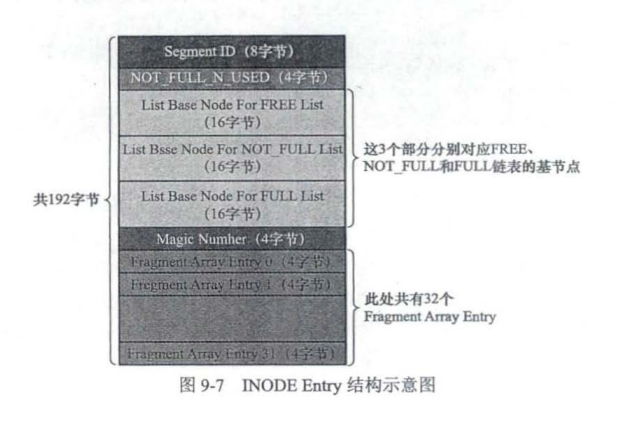 Segment ID（8字节）
NOT_FULL_N_USED（4字节）
List Base Node For FREE List
（16字节）
List Bsse Node For NOT_FULL List
（16字节）
List Base Node For FULL List
（16字节）
Magic Numher（4字节）
Fragment Array Entry 0（4字节）
Fregment Array Entry 1（4字节）
Fragment Array Entry 31（4字节）
共192字节
这3个部分分别对应FREE、
NOT_FULL和FULL链表的基节点
此处共有32个
Fragment Array Entry
图 9-7 INODE Entry 结构示意图